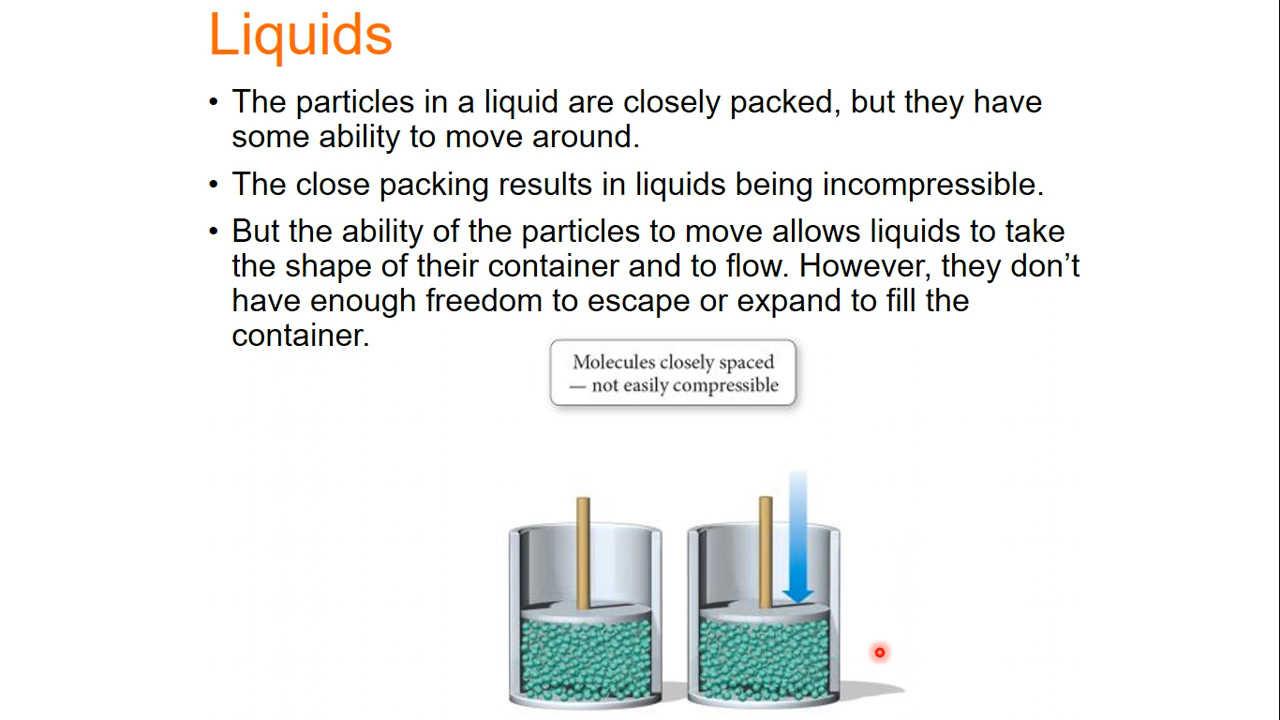 Liquids
• The particles in a liquid are closely packed, but they have
some ability to move around.
• The close packing results in liquids being incompressible.
• But the ability of the particles to move allows liquids to take
the shape of their container and to flow. However, they don’t
have enough freedom to escape or expand to fill the
container.
Molecules closely spaced
— not easily compressible